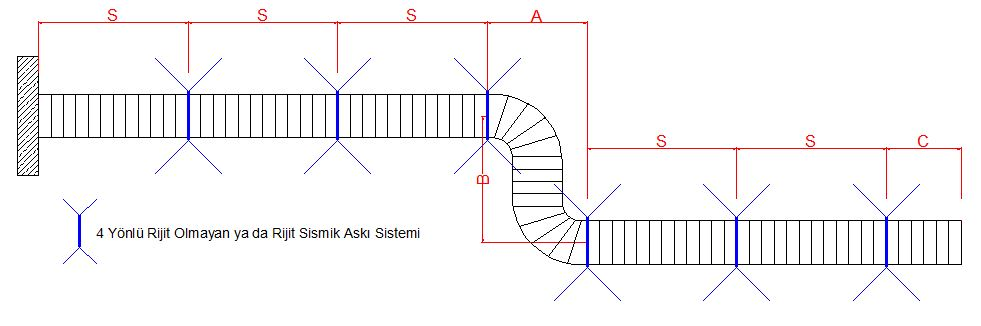 S
S
S
A
B
S
S
C
4 Yönlü Rijit Olmayan ya da Rijit Sismik Askı Sistemi